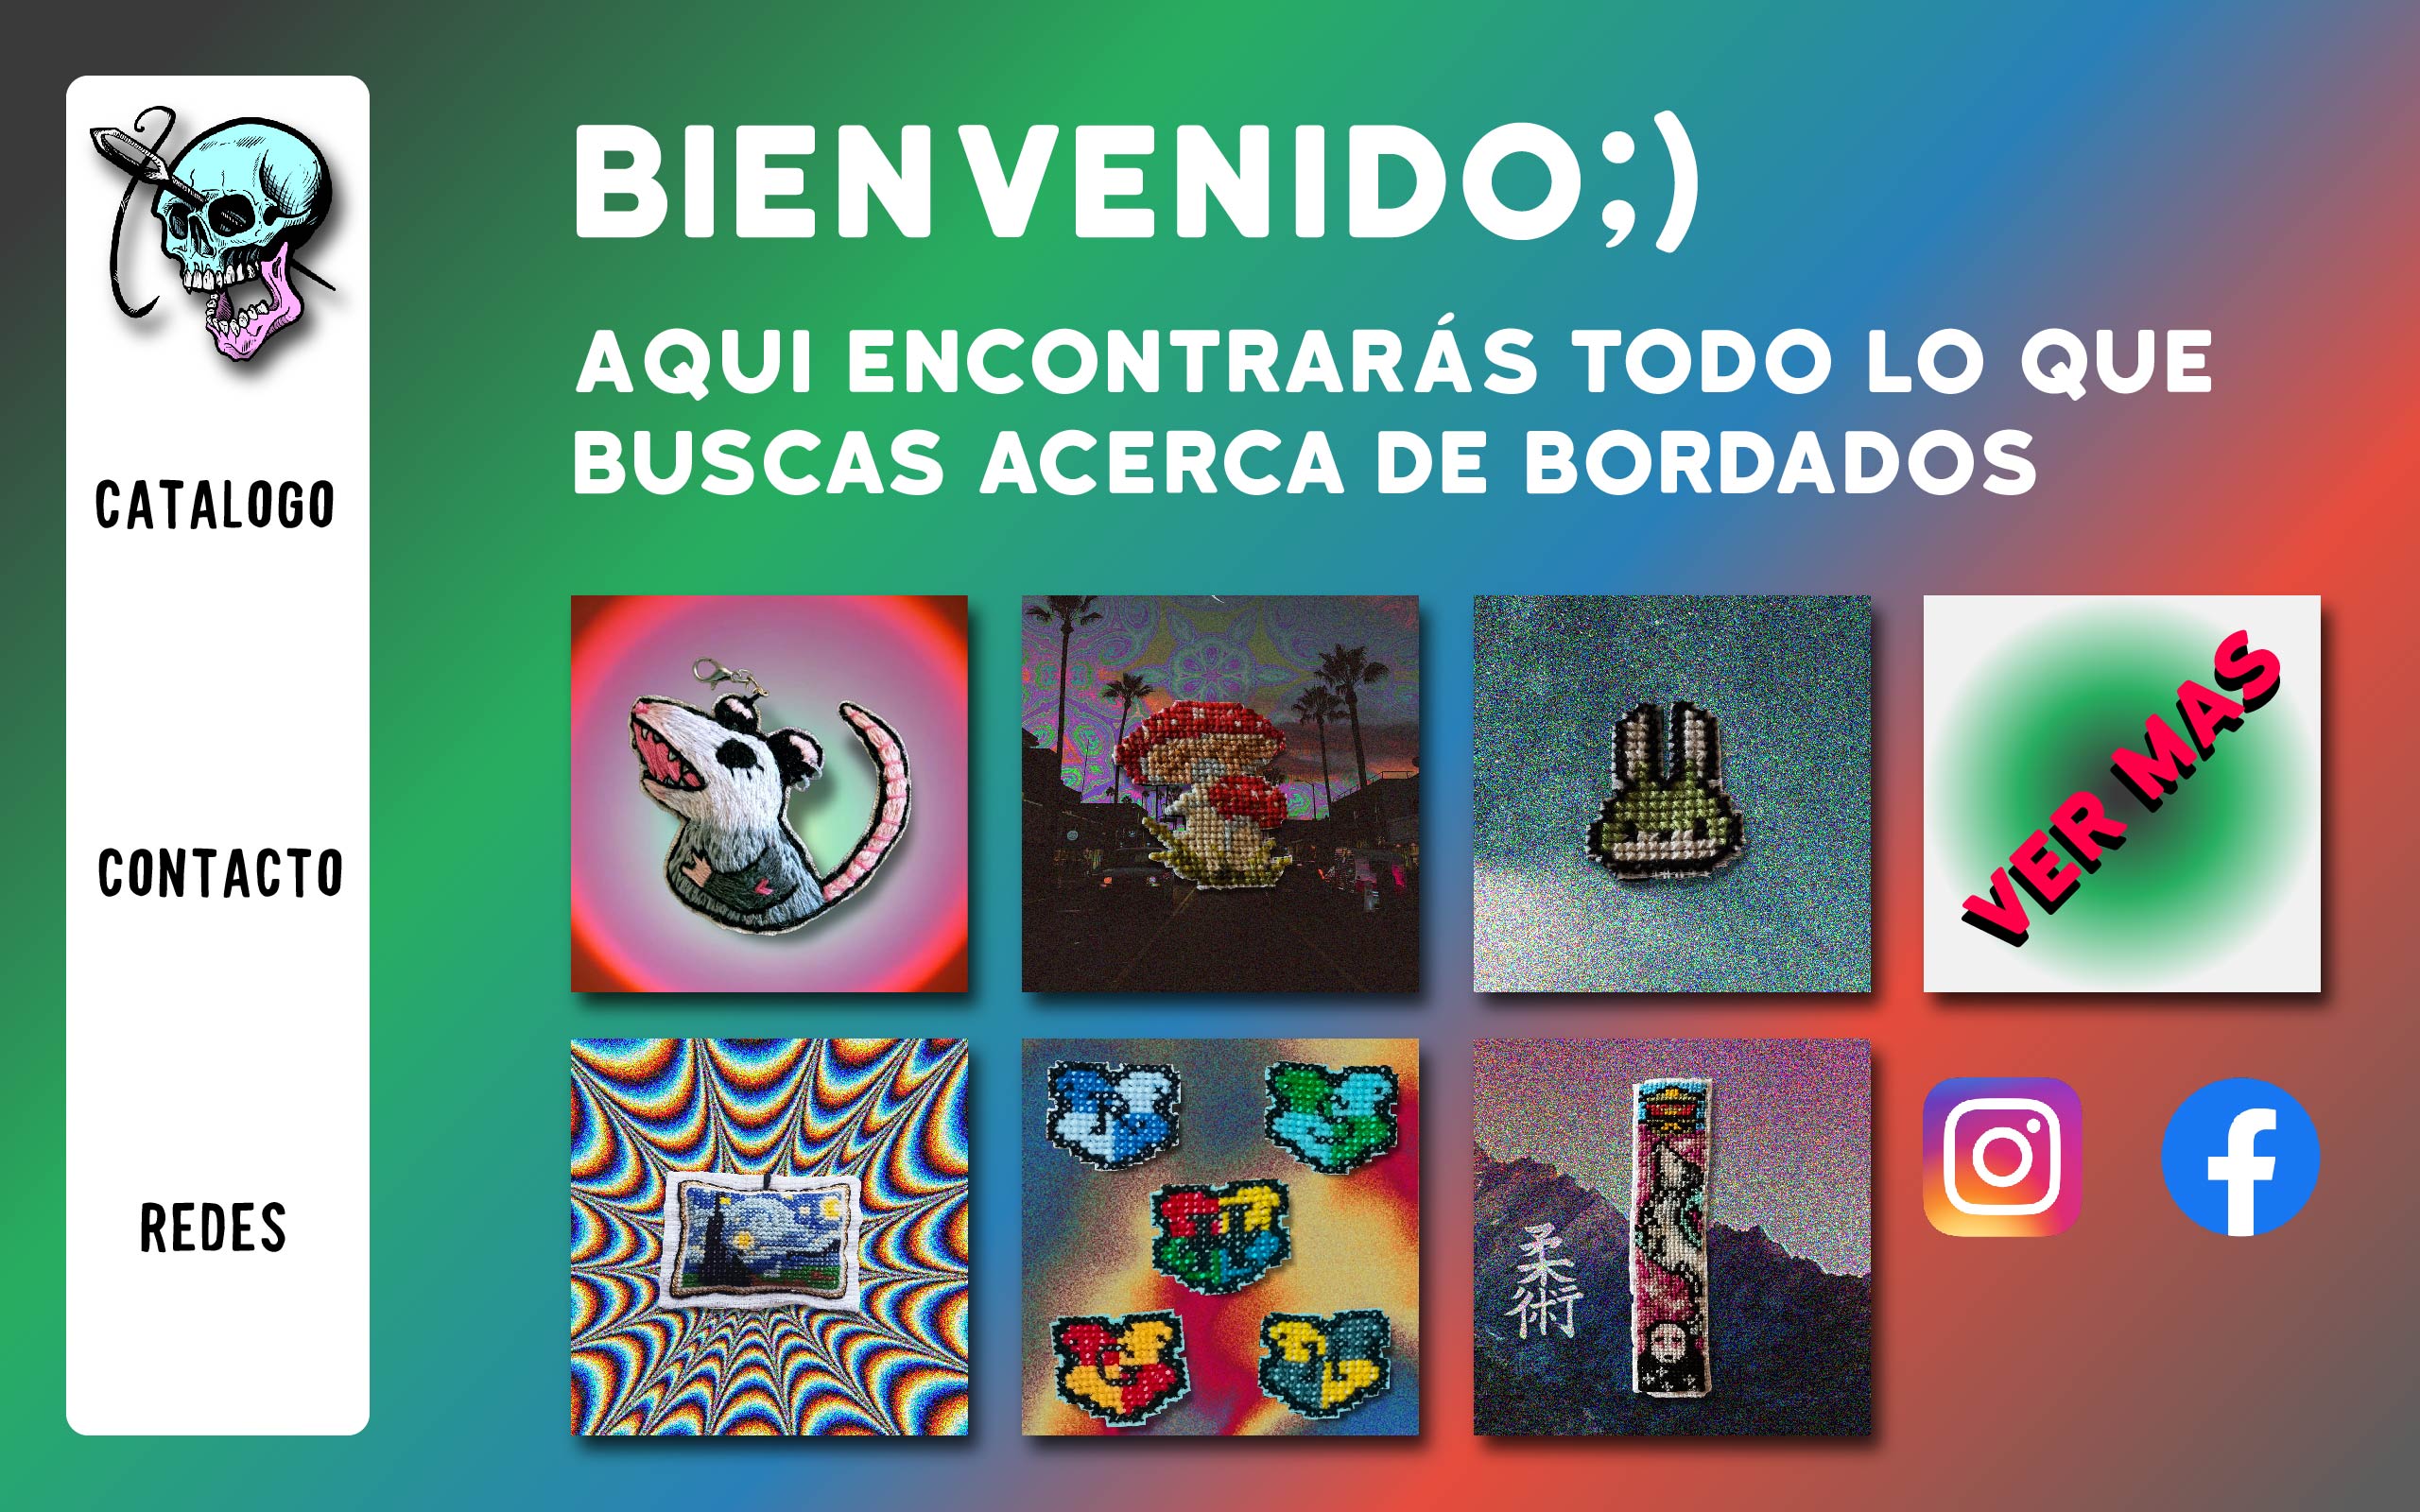 CATALOGO
CONTACTO
REDES
BIENVENIDO;)
AQUI ENCONTRARÁS TODO LO QUE
BUSCAS ACERCA DE BORDADOS
VER MAS
柔術